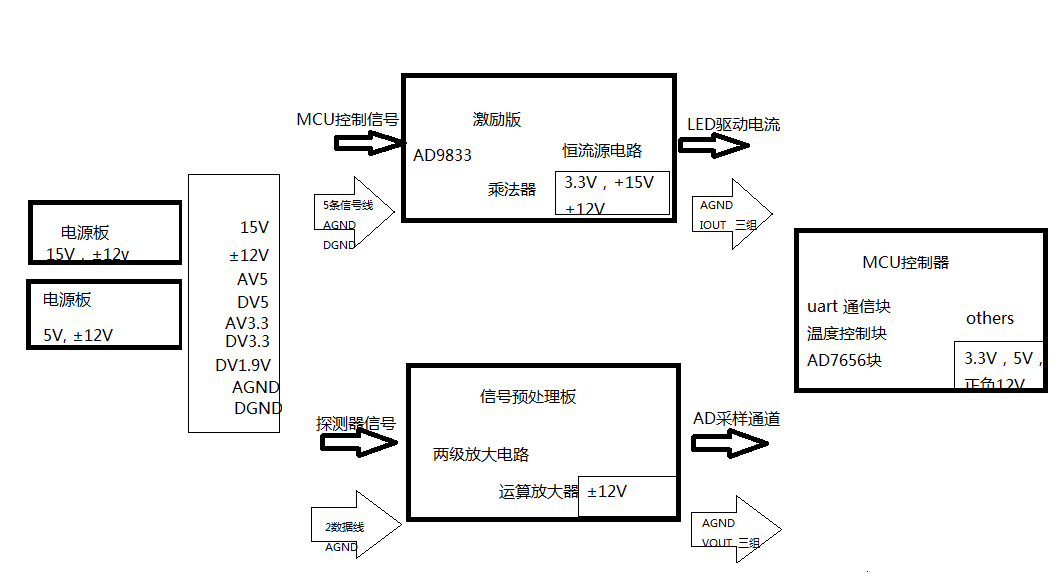 电源板
15V，±12v
电源板
5V, ±12V
15V
±12V
AV5
DV5
AV3.3
DV3.3
DV1.9V
AGND
DGND
MCU控制信号
5条信号线
AGND
DGND
激励版
AD9833
恒流源电路
乘法器
3.3V，+15V
±12V
LED驱动电流
AGND
IOUT 三组
探测器信号
2数据线
AGND
信号预处理板
两级放大电路
运算放大器
±12V
AD采样通道
AGND
VOUT 三组
MCU控制器
uart 通信块
温度控制块
AD7656块
others
3.3V，5V，
正负12V